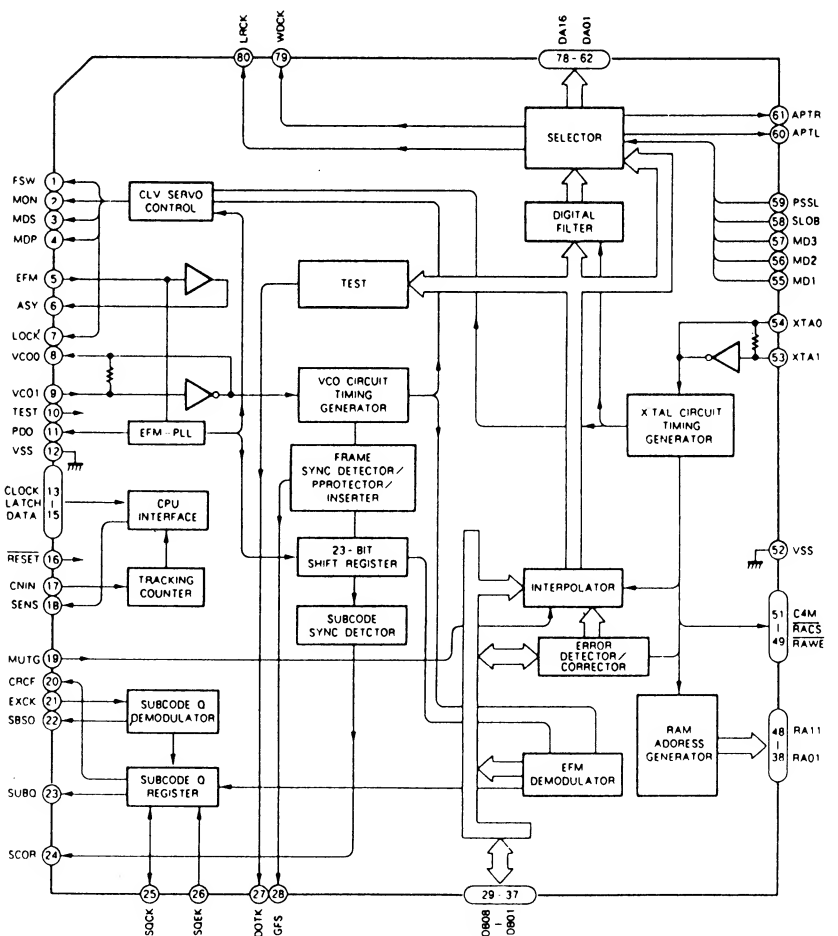 LRCK
WDCK
DA16
DA01
80
79
78 - 62
SELECTOR
61 APTR
60 APTL
FSW 1
MON 2
MDS 3
MDP 4
CLV SERVO
CONTROL
DIGITAL
FILTER
59 PSSL
58 SLOB
57 MD3
56 MD2
55 MD1
EFM 5
ASY 6
LOCK 7
VCO0 8
TEST
54 XTA0
53 XTA1
VCO1 9
TEST 10
PDO 11
VSS 12
EFM-PLL
VCO CIRCUIT
TIMING
GENERATOR
X TAL CIRCUIT
TIMING
GENERATOR
FRAME
SYNC DETECTOR/
PPROTECTOR/
INSERTER
CLOCK
LATCH
DATA
13
15
CPU
INTERFACE
23-BIT
SHIFT REGISTER
52 VSS
RESET 16
CNIN 17
SENS 18
TRACKING
COUNTER
SUBCODE
SYNC DETCTOR
INTERPOLATOR
51
49
C4M
RACS
RAWE
ERROR
DETECTOR/
CORRECTOR
MUTG 19
CRCF 20
EXCK 21
SBSO 22
SUBCODE Q
DEMODULATOR
RAM
ADDRESS
GENERATOR
48
38
RA11
RA01
EFM
DEMODULATOR
SUBQ 23
SUBCODE Q
REGISTER
SCOR 24
25
26
27
28
29 - 37
SQCK
SQEK
DOTK
GFS
DB08
DB01